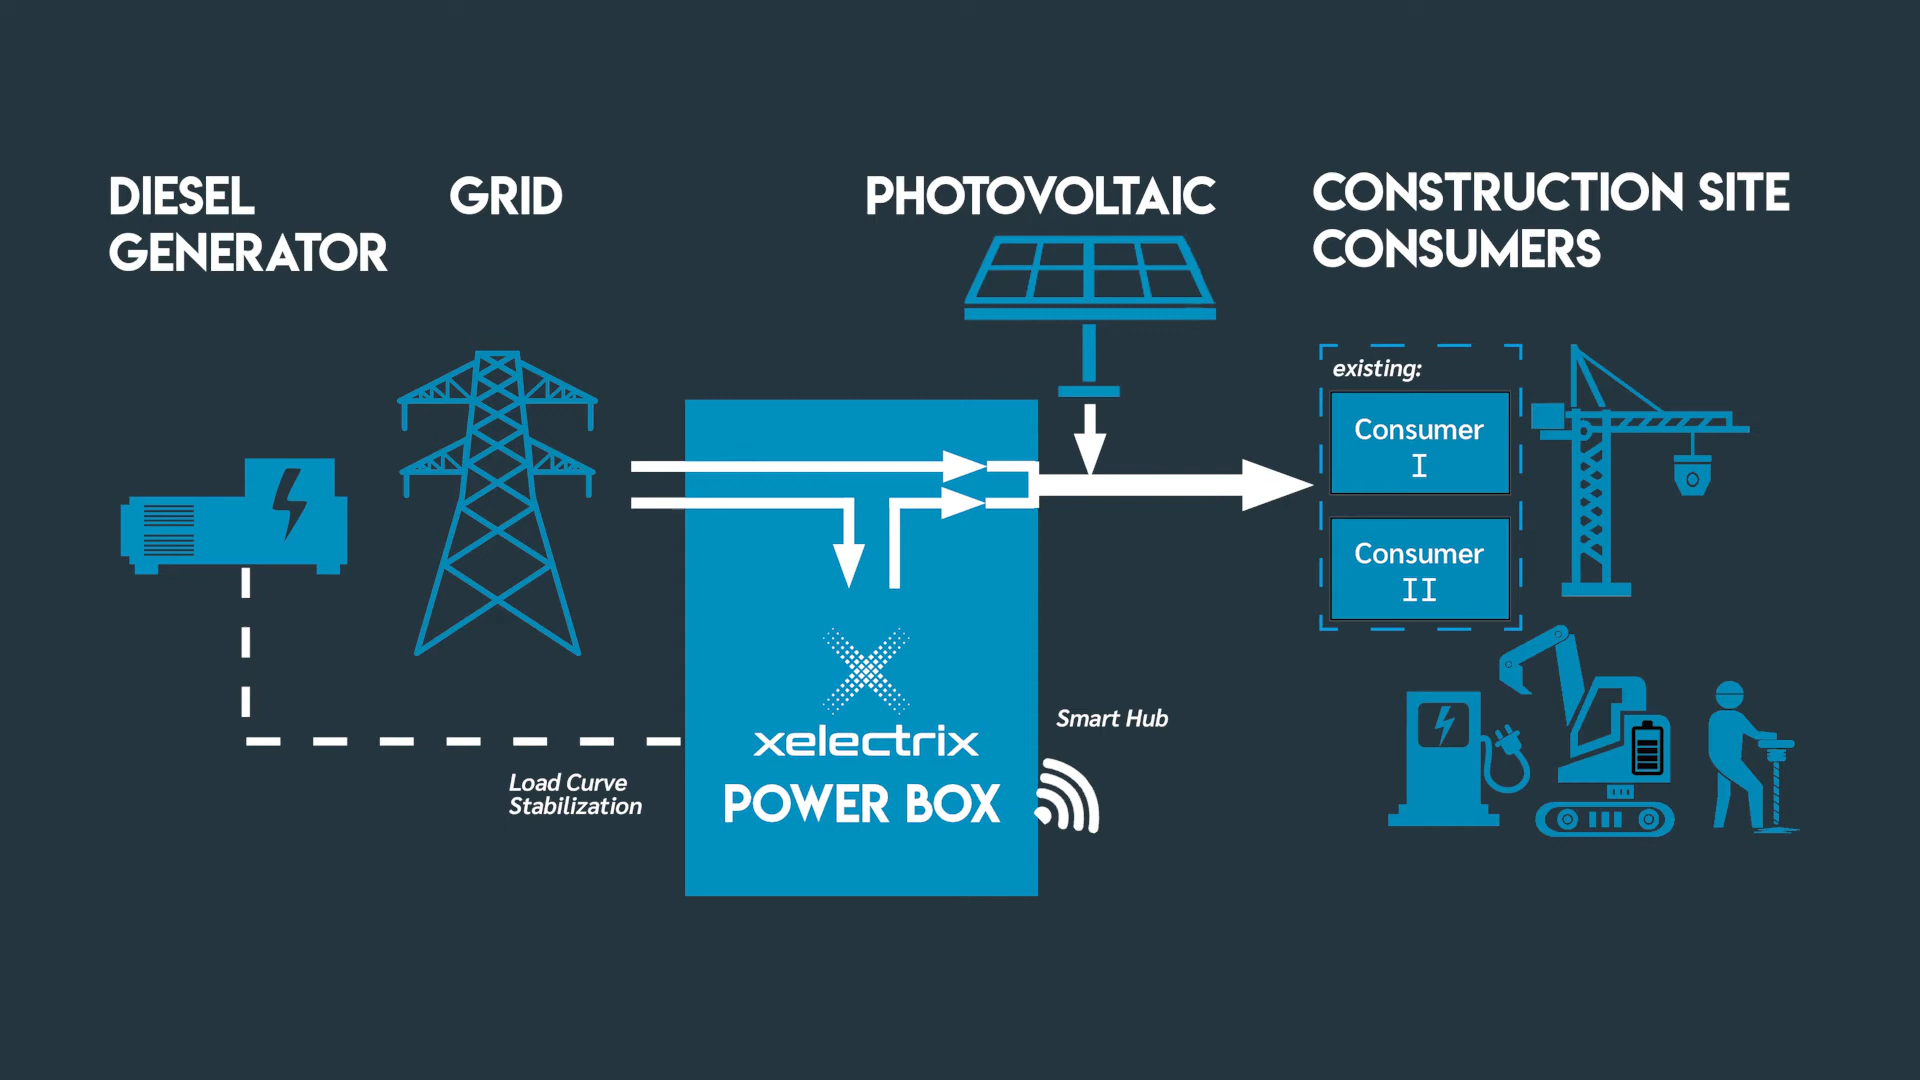 DIESEL
GENERATOR
GRID
PHOTOVOLTAIC
CONSTRUCTION SITE
CONSUMERS
existing:
Consumer
I
Consumer
II
Smart Hub
Load Curve
Stabilization
xelectrix
POWER BOX